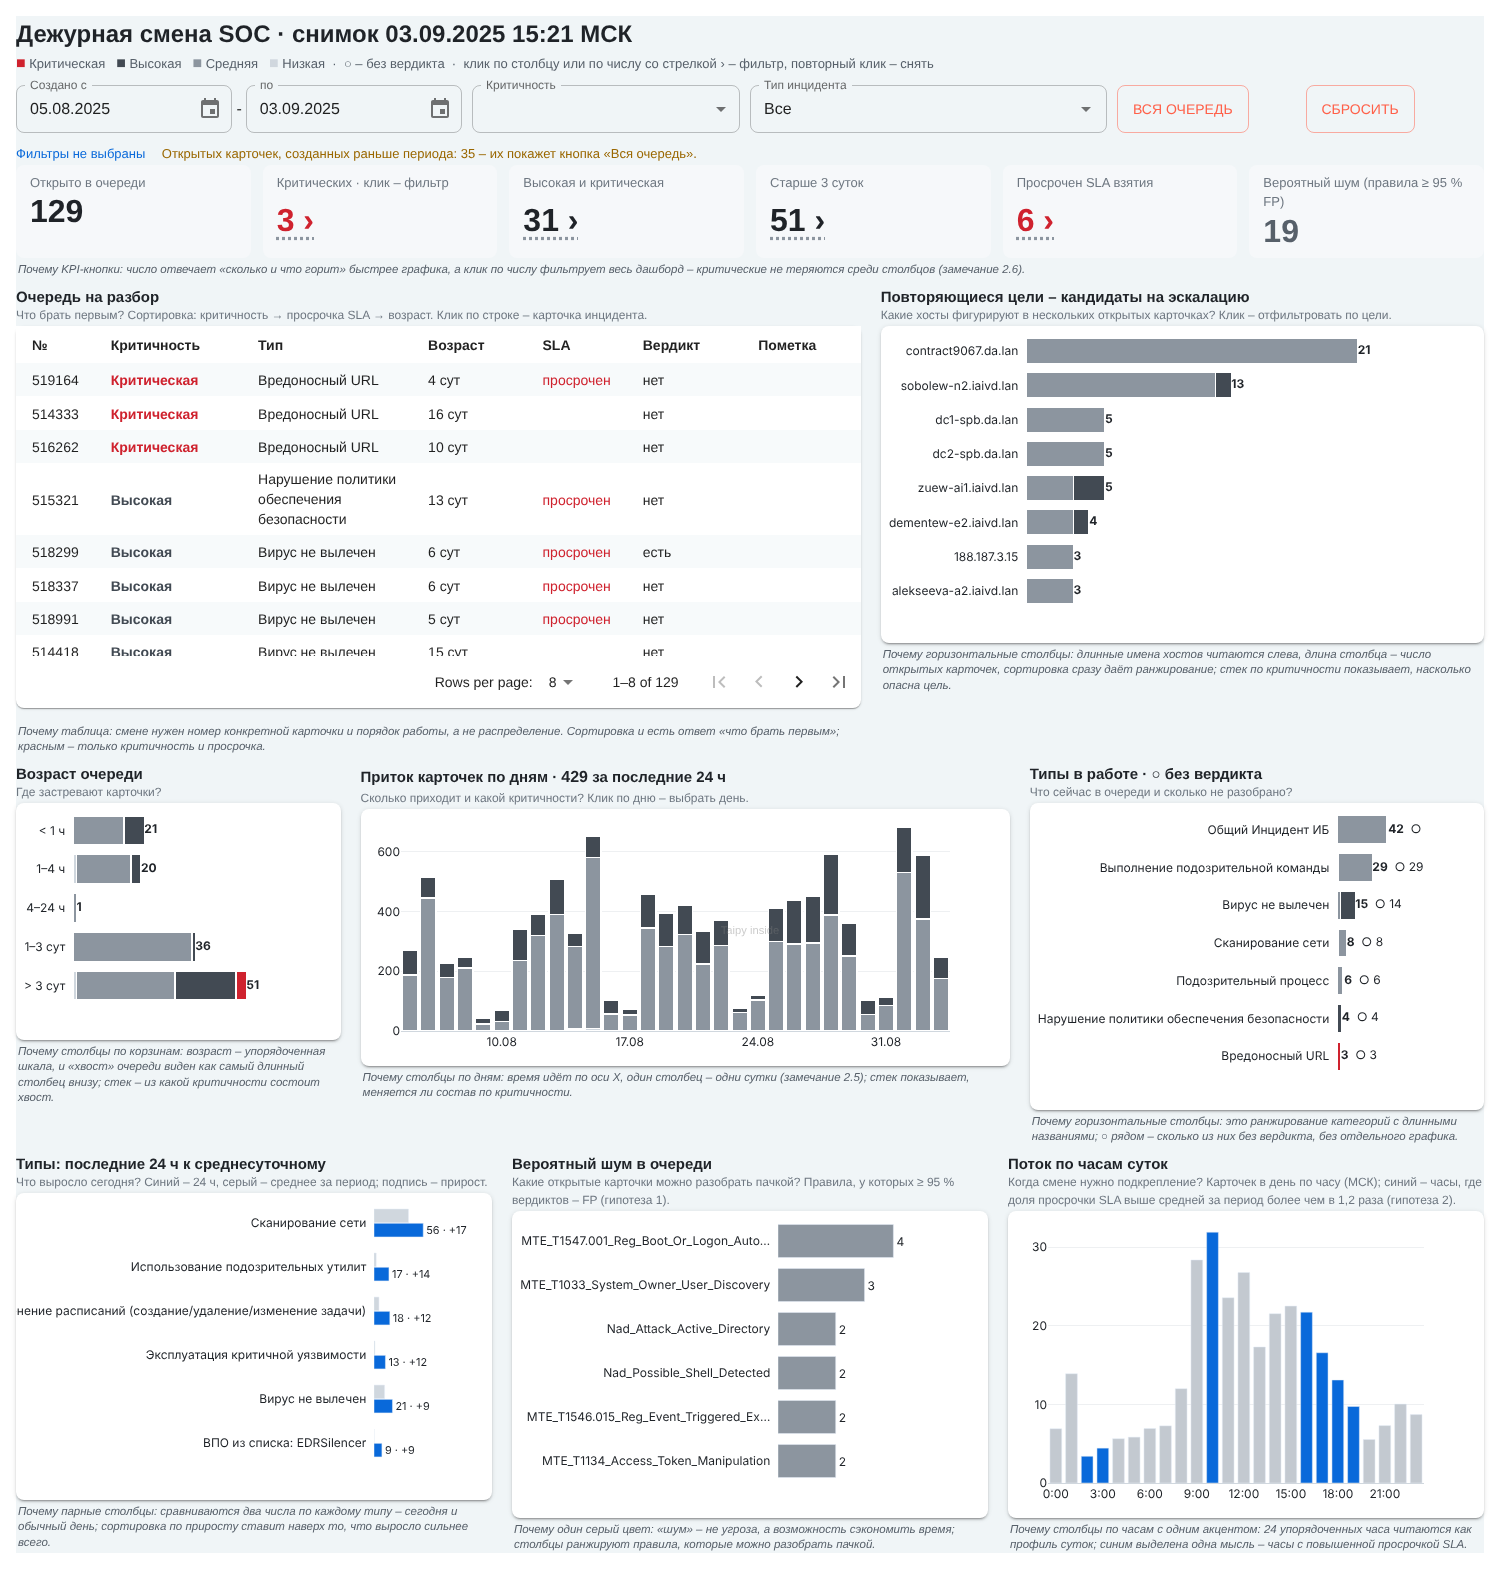 Дежурная смена SOC · снимок 03.09.2025 15:21 МСК
■ Критическая ■ Высокая ■ Средняя ■ Низкая · ○ – без вердикта · клик по столбцу или по числу со стрелкой › – фильтр, повторный клик – снять
Создано с
05.08.2025
-
по
03.09.2025
Критичность
Тип инцидента
Все
ВСЯ ОЧЕРЕДЬ
СБРОСИТЬ
Фильтры не выбраны Открытых карточек, созданных раньше периода: 35 – их покажет кнопка «Вся очередь».
Открыто в очереди
129
Критических · клик – фильтр
3 ›
Высокая и критическая
31 ›
Старше 3 суток
51 ›
Просрочен SLA взятия
6 ›
Вероятный шум (правила ≥ 95 %
FP)
19
Почему KPI-кнопки: число отвечает «сколько и что горит» быстрее графика, а клик по числу фильтрует весь дашборд – критические не теряются среди столбцов (замечание 2.6).
Очередь на разбор
Что брать первым? Сортировка: критичность → просрочка SLA → возраст. Клик по строке – карточка инцидента.
№ Критичность Тип Возраст SLA Вердикт Пометка
519164 Критическая Вредоносный URL 4 сут просрочен нет
514333 Критическая Вредоносный URL 16 сут нет
516262 Критическая Вредоносный URL 10 сут нет
515321 Высокая Нарушение политики
обеспечения
безопасности 13 сут просрочен нет
518299 Высокая Вирус не вылечен 6 сут просрочен есть
518337 Высокая Вирус не вылечен 6 сут просрочен нет
518991 Высокая Вирус не вылечен 5 сут просрочен нет
514418 Высокая Вирус не вылечен 15 сут нет
Rows per page: 8 1–8 of 129
Почему таблица: смене нужен номер конкретной карточки и порядок работы, а не распределение. Сортировка и есть ответ «что брать первым»;
красным – только критичность и просрочка.
Повторяющиеся цели – кандидаты на эскалацию
Какие хосты фигурируют в нескольких открытых карточках? Клик – отфильтровать по цели.
contract9067.da.lan 21
sobolew-n2.iaivd.lan 13
dc1-spb.da.lan 5
dc2-spb.da.lan 5
zuew-ai1.iaivd.lan 5
dementew-e2.iaivd.lan 4
188.187.3.15 3
alekseeva-a2.iaivd.lan 3
Почему горизонтальные столбцы: длинные имена хостов читаются слева, длина столбца – число
открытых карточек, сортировка сразу даёт ранжирование; стек по критичности показывает, насколько
опасна цель.
Возраст очереди
Где застревают карточки?
< 1 ч 21
1–4 ч 20
4–24 ч 1
1–3 сут 36
> 3 сут 51
Почему столбцы по корзинам: возраст – упорядоченная
шкала, и «хвост» очереди виден как самый длинный
столбец внизу; стек – из какой критичности состоит
хвост.
Приток карточек по дням · 429 за последние 24 ч
Сколько приходит и какой критичности? Клик по дню – выбрать день.
600
400
200
0
Taipy inside
10.08 17.08 24.08 31.08
Почему столбцы по дням: время идёт по оси X, один столбец – одни сутки (замечание 2.5); стек показывает,
меняется ли состав по критичности.
Типы в работе · ○ без вердикта
Что сейчас в очереди и сколько не разобрано?
Общий Инцидент ИБ 42 ○
Выполнение подозрительной команды 29 ○ 29
Вирус не вылечен 15 ○ 14
Сканирование сети 8 ○ 8
Подозрительный процесс 6 ○ 6
Нарушение политики обеспечения безопасности 4 ○ 4
Вредоносный URL 3 ○ 3
Почему горизонтальные столбцы: это ранжирование категорий с длинными
названиями; ○ рядом – сколько из них без вердикта, без отдельного графика.
Типы: последние 24 ч к среднесуточному
Что выросло сегодня? Синий – 24 ч, серый – среднее за период; подпись – прирост.
Сканирование сети 56 · +17
Использование подозрительных утилит 17 · +14
нение расписаний (создание/удаление/изменение задачи) 18 · +12
Эксплуатация критичной уязвимости 13 · +12
Вирус не вылечен 21 · +9
ВПО из списка: EDRSilencer 9 · +9
Почему парные столбцы: сравниваются два числа по каждому типу – сегодня и
обычный день; сортировка по приросту ставит наверх то, что выросло сильнее
всего.
Вероятный шум в очереди
Какие открытые карточки можно разобрать пачкой? Правила, у которых ≥ 95 %
вердиктов – FP (гипотеза 1).
MTE_T1547.001_Reg_Boot_Or_Logon_Auto... 4
MTE_T1033_System_Owner_User_Discovery 3
Nad_Attack_Active_Directory 2
Nad_Possible_Shell_Detected 2
MTE_T1546.015_Reg_Event_Triggered_Ex... 2
MTE_T1134_Access_Token_Manipulation 2
Почему один серый цвет: «шум» – не угроза, а возможность сэкономить время;
столбцы ранжируют правила, которые можно разобрать пачкой.
Поток по часам суток
Когда смене нужно подкрепление? Карточек в день по часу (МСК); синий – часы, где
доля просрочки SLA выше средней за период более чем в 1,2 раза (гипотеза 2).
30
20
10
0
0:00 3:00 6:00 9:00 12:00 15:00 18:00 21:00
Почему столбцы по часам с одним акцентом: 24 упорядоченных часа читаются как
профиль суток; синим выделена одна мысль – часы с повышенной просрочкой SLA.